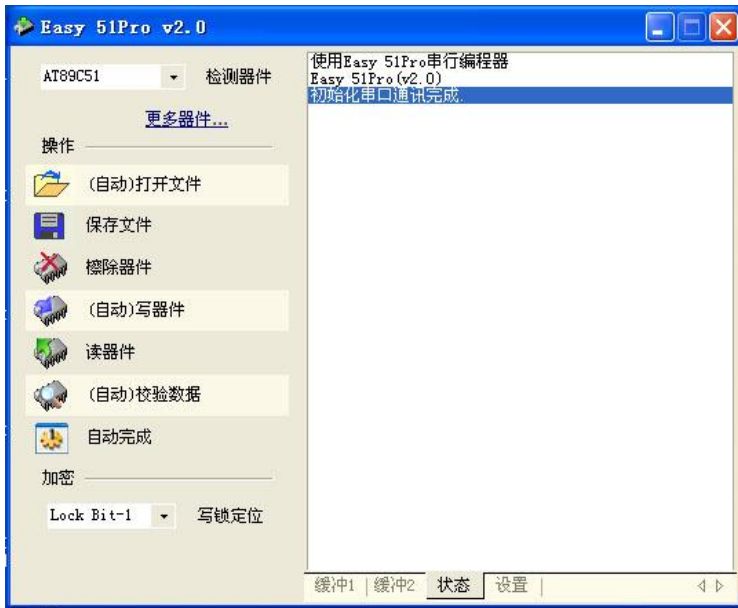 Easy 51Pro v2.0
AT89C51 检测器件
更多器件...
操作
(自动)打开文件
保存文件
擦除器件
(自动)写器件
读器件
(自动)校验数据
自动完成
加密
Lock Bit-1 写锁定位
使用Easy 51Pro串行编程器
Easy 51Pro(v2.0)
初始化串口通讯完成.
缓冲1 缓冲2 状态 设置